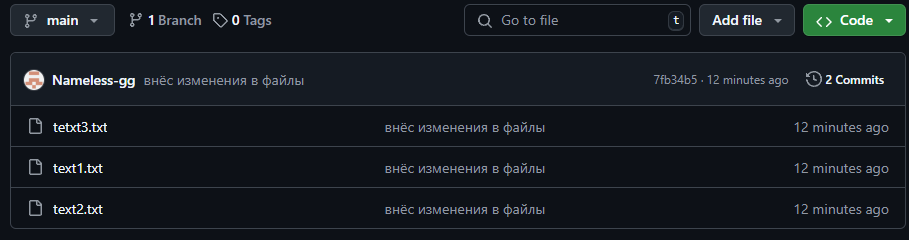 main 1 Branch 0 Tags Go to file t Add file Code
Nameless-gg внёс изменения в файлы 7fb34b5 · 12 minutes ago 2 Commits
tetxt3.txt внёс изменения в файлы 12 minutes ago
text1.txt внёс изменения в файлы 12 minutes ago
text2.txt внёс изменения в файлы 12 minutes ago